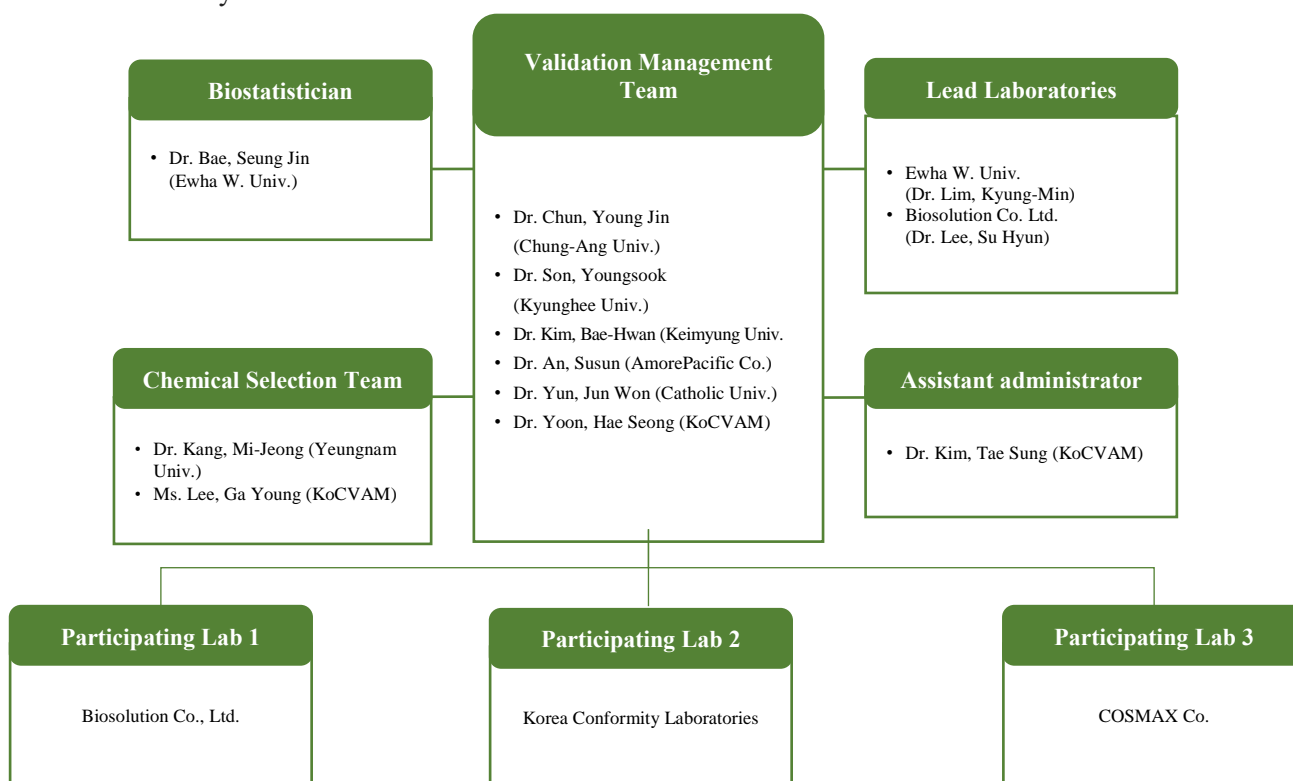 Validation Management
Team
Biostatistician
Lead Laboratories
• Dr. Bae, Seung Jin
(Ewha W. Univ.)
• Dr. Chun, Young Jin
(Chung-Ang Univ.)
• Dr. Son, Youngsook
(Kyunghee Univ.)
• Dr. Kim, Bae-Hwan (Keimyung Univ.
• Dr. An, Susun (AmorePacific Co.)
• Dr. Yun, Jun Won (Catholic Univ.)
• Dr. Yoon, Hae Seong (KoCVAM)
• Ewha W. Univ.
(Dr. Lim, Kyung-Min)
• Biosolution Co. Ltd.
(Dr. Lee, Su Hyun)
Chemical Selection Team
• Dr. Kang, Mi-Jeong (Yeungnam
Univ.)
• Ms. Lee, Ga Young (KoCVAM)
Assistant administrator
• Dr. Kim, Tae Sung (KoCVAM)
Participating Lab 1
Biosolution Co., Ltd.
Participating Lab 2
Korea Conformity Laboratories
Participating Lab 3
COSMAX Co.